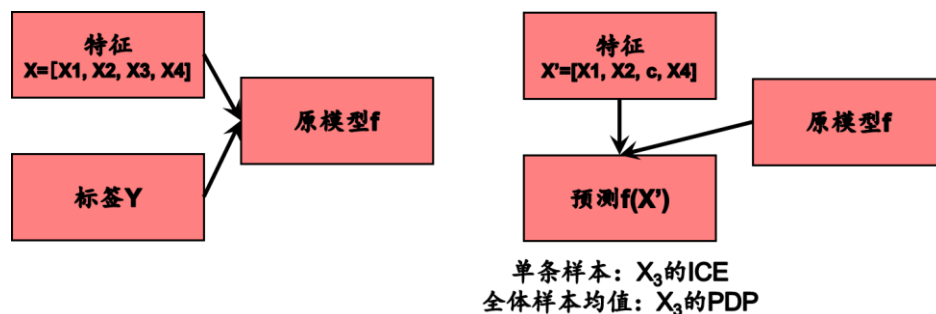 特征
X=[X1, X2, X3, X4]
标签Y
原模型f
特征
X’=[X1, X2, c, X4]
原模型f
预测f(X’)
单条样本：X₃的ICE
全体样本均值：X₃的PDP